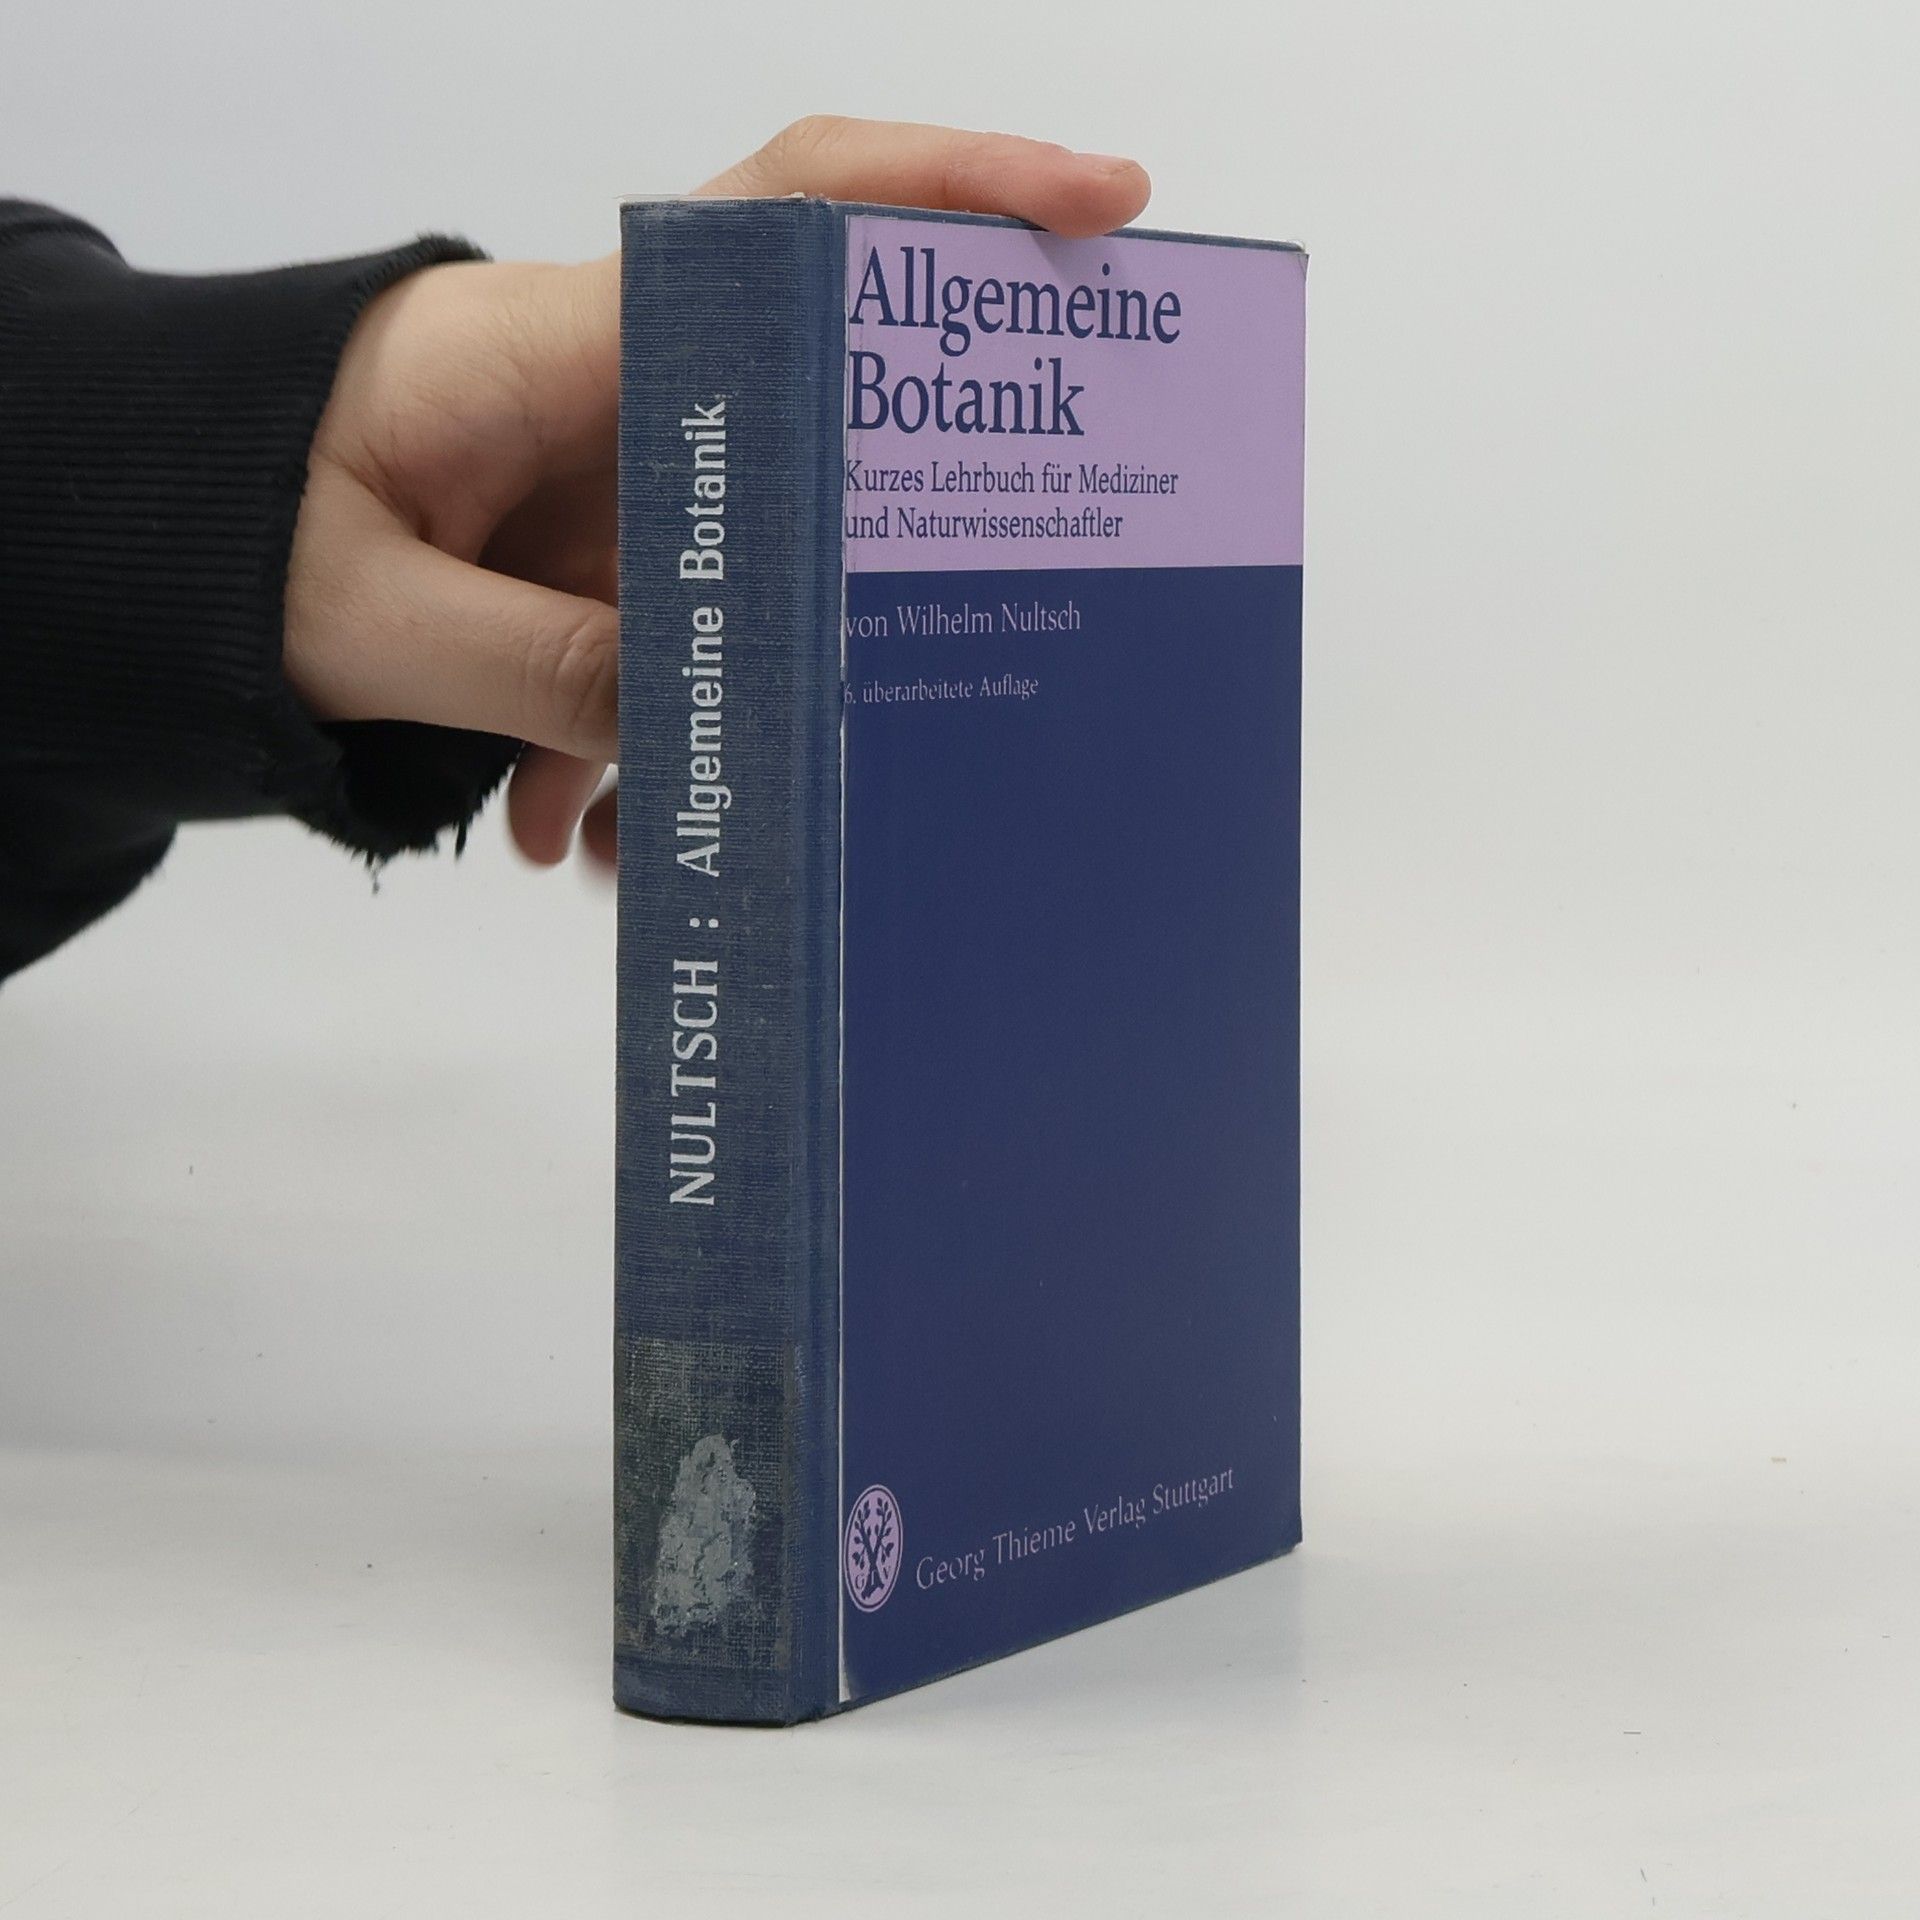 NULTSCH : Allgemeine Botanik
Allgemeine
Botanik
Kurzes Lehrbuch für Mediziner
und Naturwissenschaftler
von Wilhelm Nultsch
6. überarbeitete Auflage
GTV
Georg Thieme Verlag Stuttgart